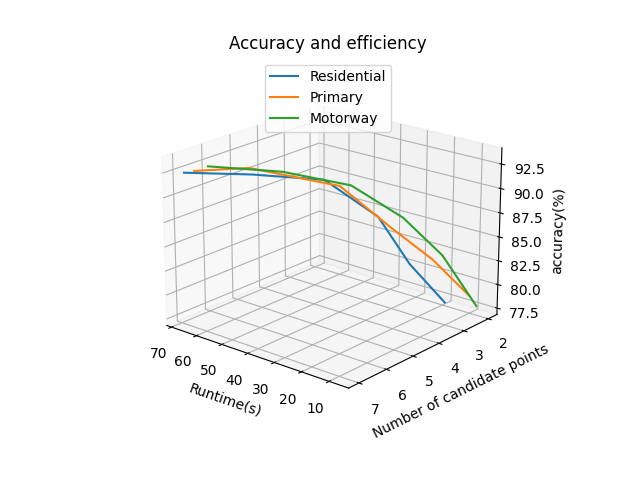 Accuracy and efficiency
Residential
Primary
Motorway
92.5
90.0
87.5
85.0
82.5
80.0
77.5
accuracy(%)
70 60 50 40 30 20 10
Runtime(s)
7 6 5 4 3 2
Number of candidate points